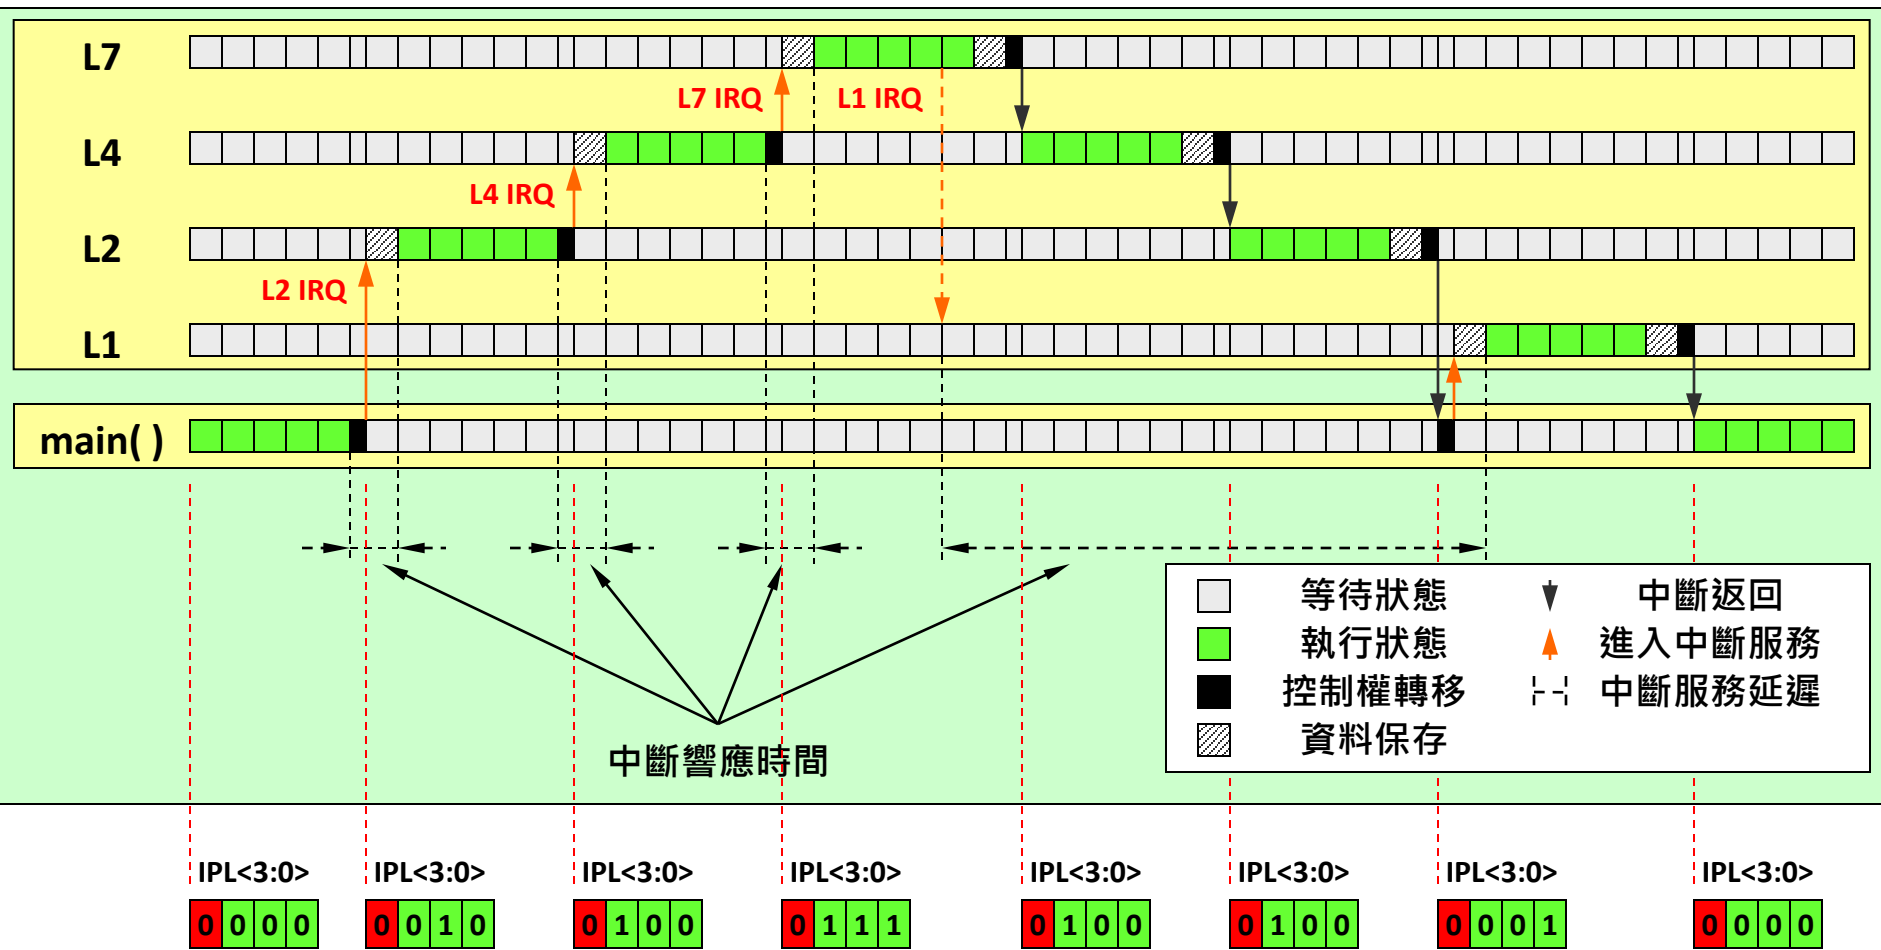 L7
L7 IRQ
L1 IRQ
L4
L4 IRQ
L2
L2 IRQ
L1
main( )
等待狀態
中斷返回
執行狀態
進入中斷服務
控制權轉移
中斷服務延遲
資料保存
中斷響應時間
IPL<3:0> IPL<3:0> IPL<3:0> IPL<3:0> IPL<3:0> IPL<3:0> IPL<3:0> IPL<3:0>
0 0 0 0 0 0 1 0 0 1 0 0 0 1 1 1 0 1 0 0 0 1 0 0 0 0 0 1 0 0 0 0